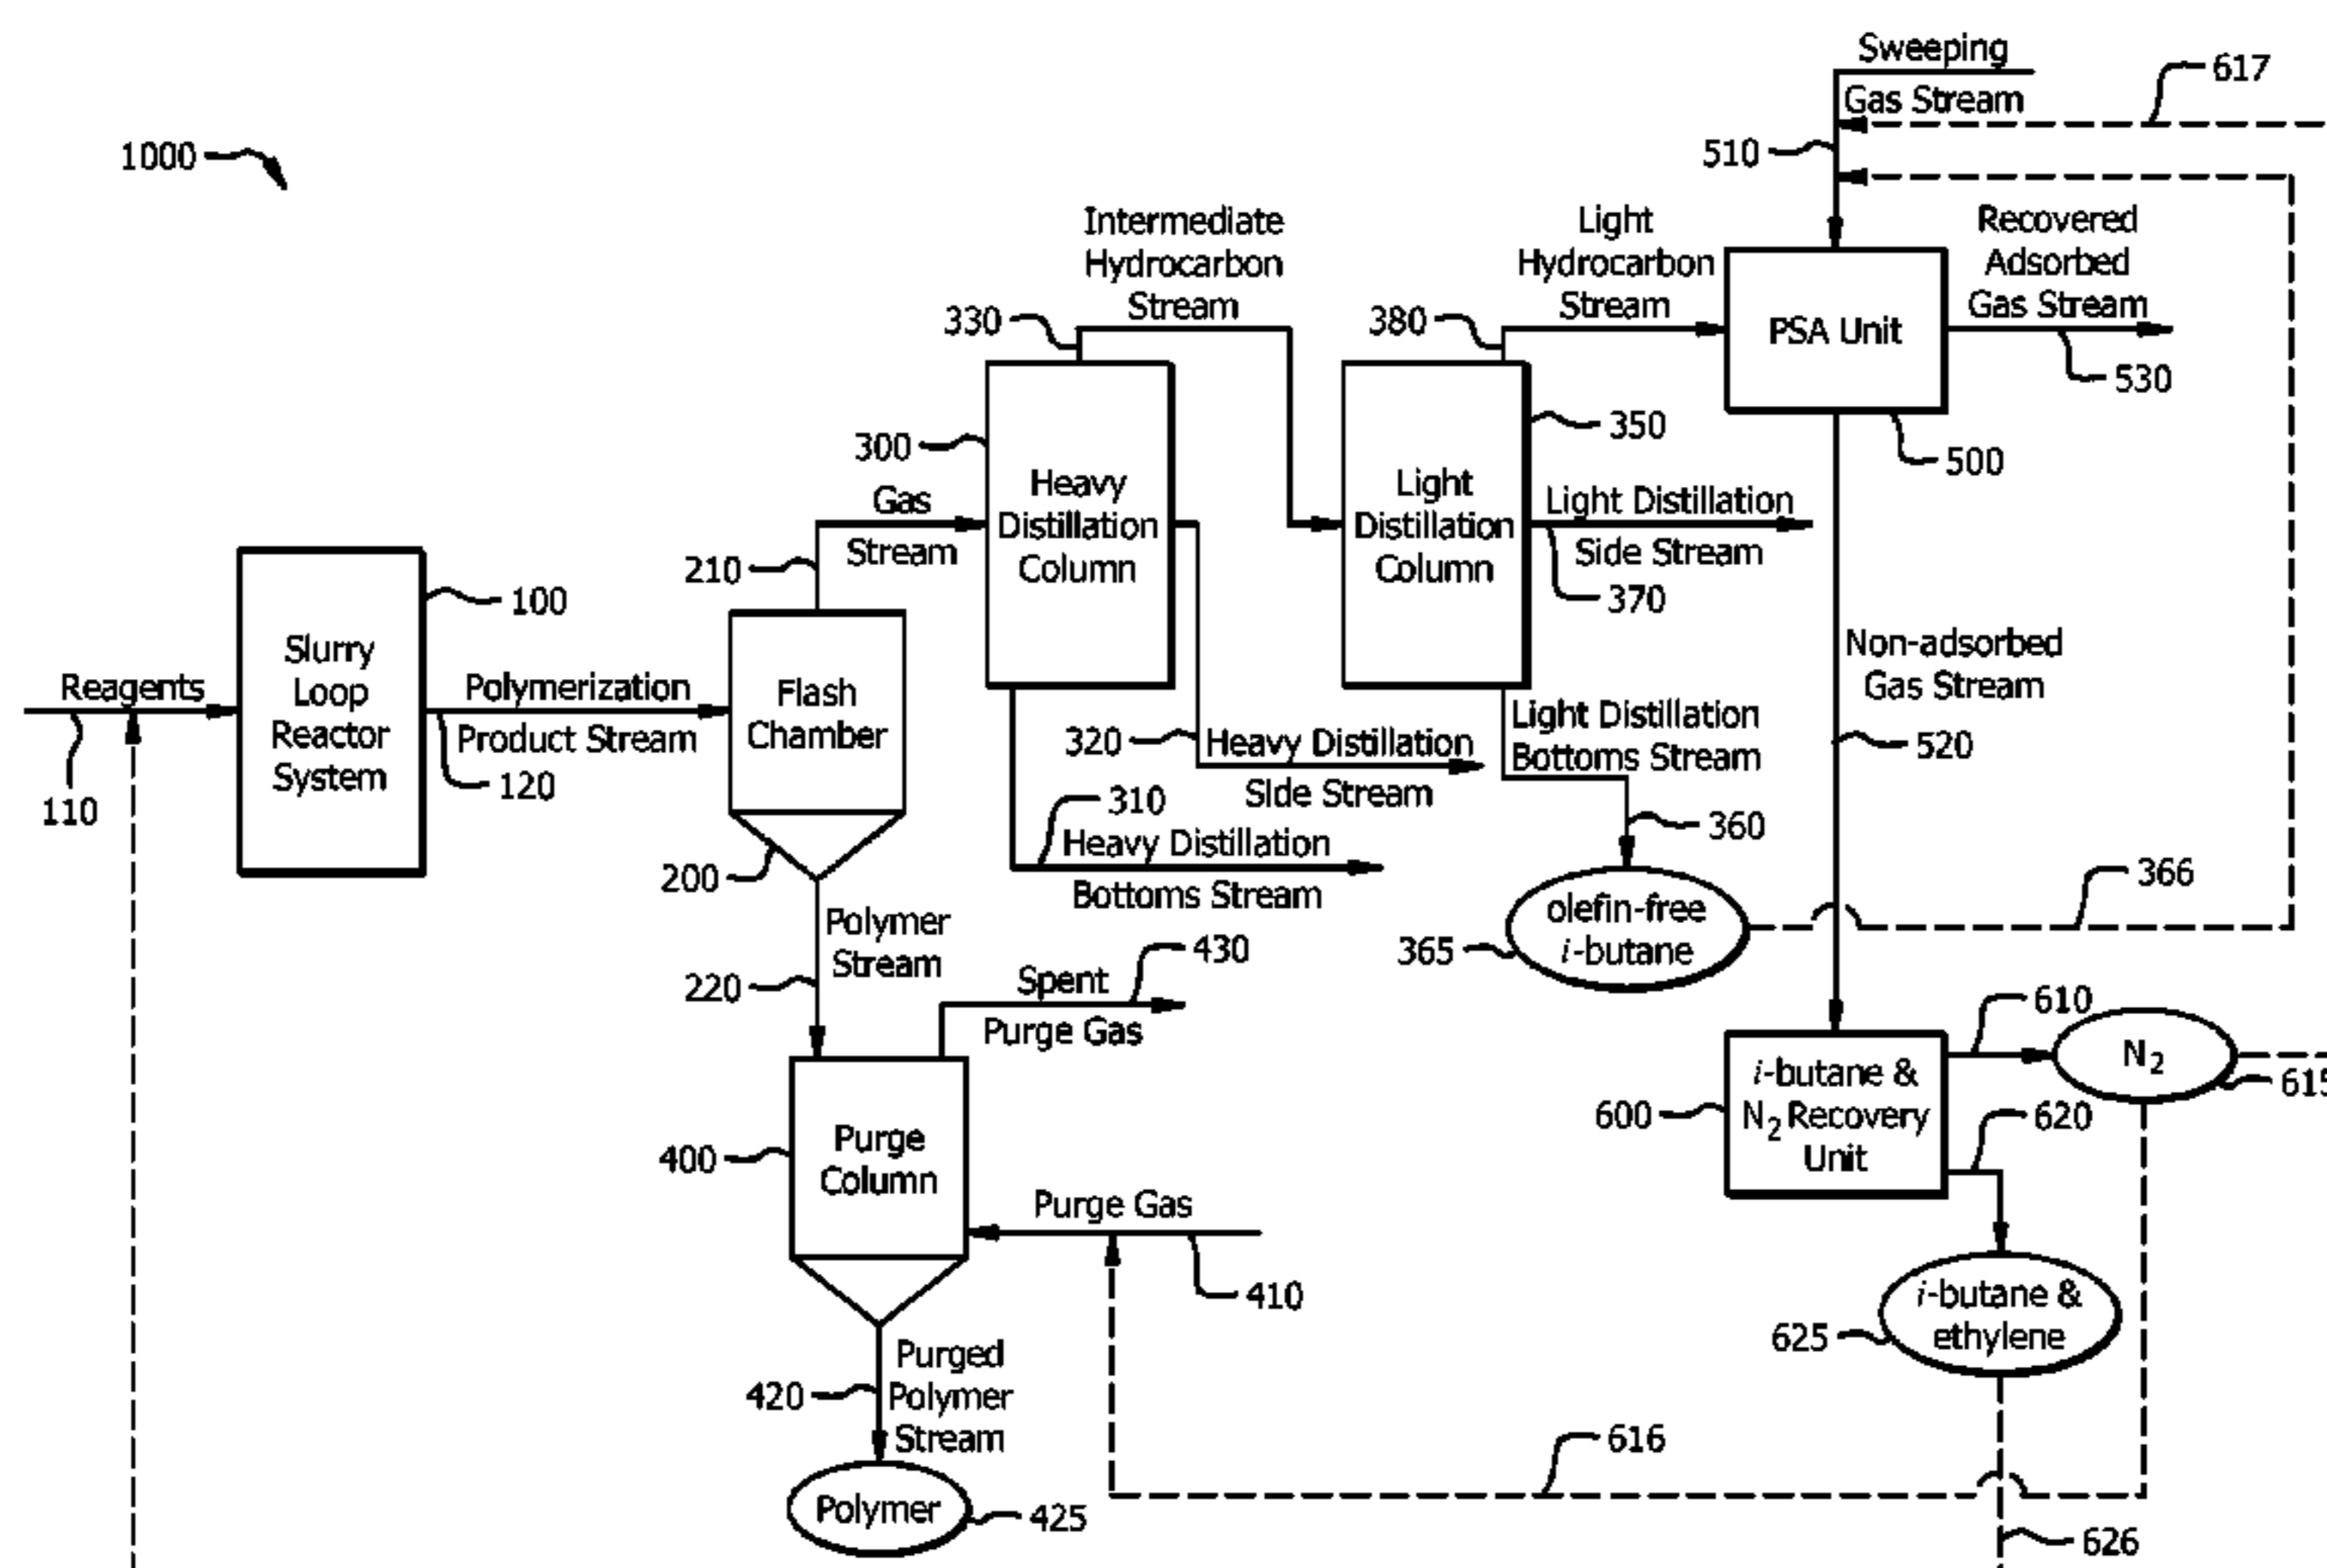 Sweeping
Gas Stream
617
1000
510
Intermediate
Hydrocarbon
Stream
330
Light
Hydrocarbon
Stream
380
Recovered
Adsorbed
Gas Stream
PSA Unit
530
500
300
Heavy
Distillation
Column
350
Light
Distillation
Column
Light Distillation
Side Stream
370
Gas
Stream
210
100
Slurry
Loop
Reactor
System
Reagents
110
Polymerization
Product Stream
120
Flash
Chamber
200
320
Heavy Distillation
Side Stream
310
Heavy Distillation
Bottoms Stream
Light Distillation
Bottoms Stream
360
Non-adsorbed
Gas Stream
520
366
olefin-free
i-butane
365
Polymer
Stream
220
430
Spent
Purge Gas
610
N2
615
i-butane &
N2 Recovery
Unit
600
620
400
Purge
Column
Purge Gas
410
i-butane &
ethylene
625
420
Purged
Polymer
Stream
616
Polymer
425
626